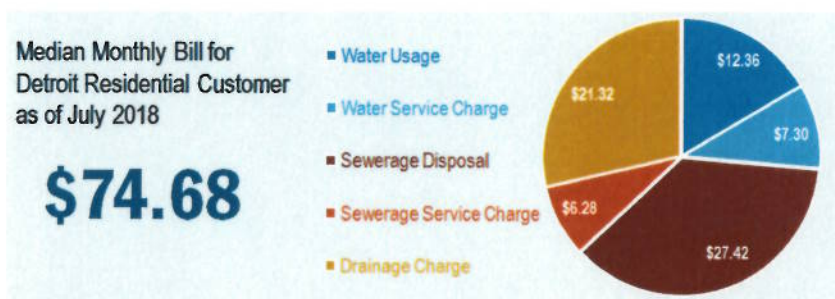 Median Monthly Bill for
Detroit Residential Customer
as of July 2018
$74.68
Water Usage
Water Service Charge
Sewerage Disposal
Sewerage Service Charge
Drainage Charge
$12.36
$7.30
$27.42
$6.28
$21.32